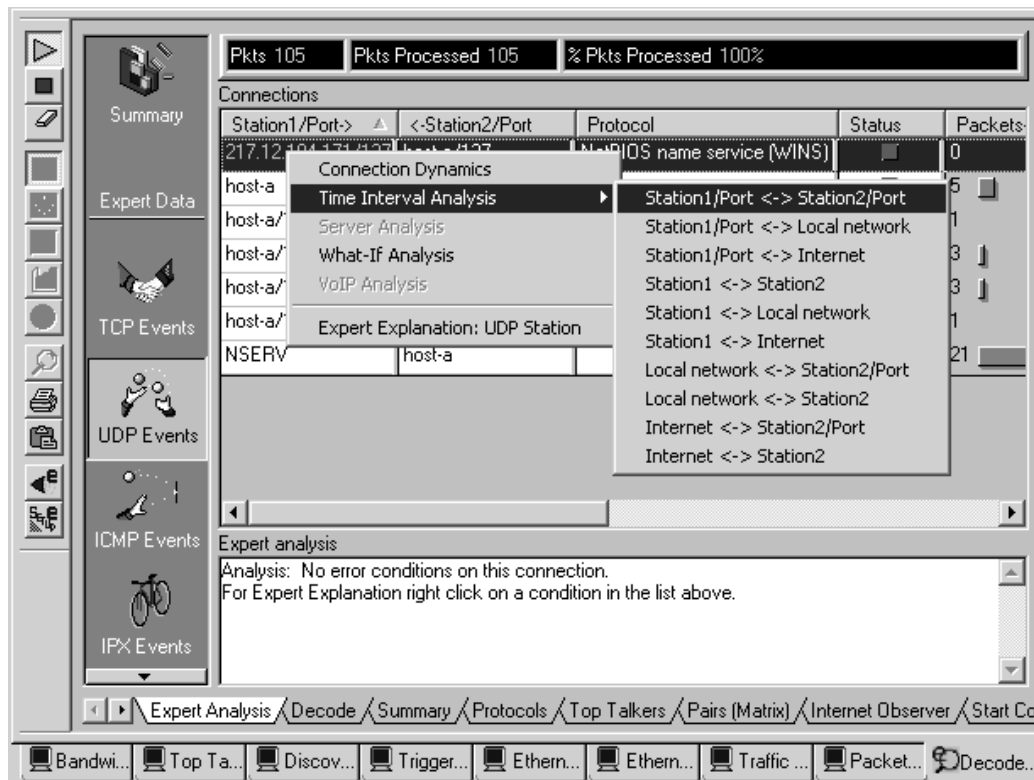 Pkts 105 Pkts Processed 105 % Pkts Processed 100%
Connections
Station1/Port-> <-Station2/Port Protocol Status Packets-
NetBIOS name service (WINS) 0
host-a 5
host-a/ 1
host-a/ 3
host-a/ 3
host-a/ 1
NSERV host-a 21
Connection Dynamics
Time Interval Analysis
Server Analysis
What-If Analysis
VoIP Analysis
Expert Explanation: UDP Station
Station1/Port <-> Station2/Port
Station1/Port <-> Local network
Station1/Port <-> Internet
Station1 <-> Station2
Station1 <-> Local network
Station1 <-> Internet
Local network <-> Station2/Port
Local network <-> Station2
Internet <-> Station2/Port
Internet <-> Station2
Summary
Expert Data
TCP Events
UDP Events
ICMP Events
IPX Events
Expert analysis
Analysis: No error conditions on this connection.
For Expert Explanation right click on a condition in the list above.
Expert Analysis Decode Summary Protocols Top Talkers Pairs (Matrix) Internet Observer Start Co
Bandwi... Top Ta... Discov... Trigger... Ethern... Ethern... Traffic ... Packet... Decode..